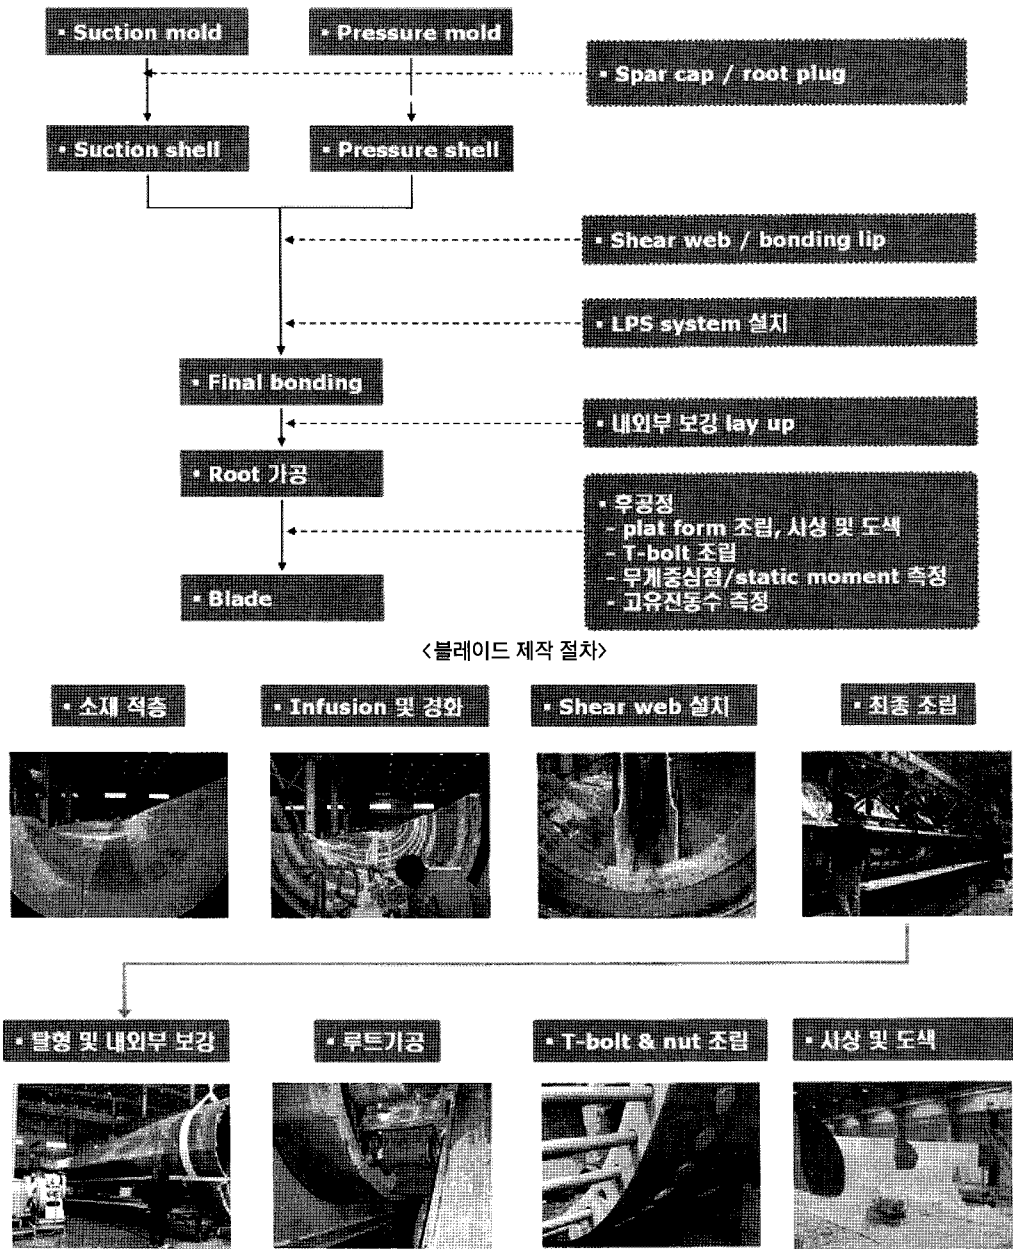 ▪ Suction mold
▪ Pressure mold
▪ Spar cap / root plug
▪ Suction shell
▪ Pressure shell
▪ Shear web / bonding lip
▪ LPS system 설치
▪ Final bonding
▪ 내외부 보강 lay up
▪ Root 가공
▪ 후공정
- plat form 조립, 사상 및 도색
- T-bolt 조립
- 무게중심점/static moment 측정
- 고유진동수 측정
▪ Blade
<블레이드 제작 절차>
▪ 소재 적층
▪ Infusion 및 경화
▪ Shear web 설치
▪ 최종 조립
▪ 탈형 및 내외부 보강
▪ 루트가공
▪ T-bolt & nut 조립
▪ 사상 및 도색